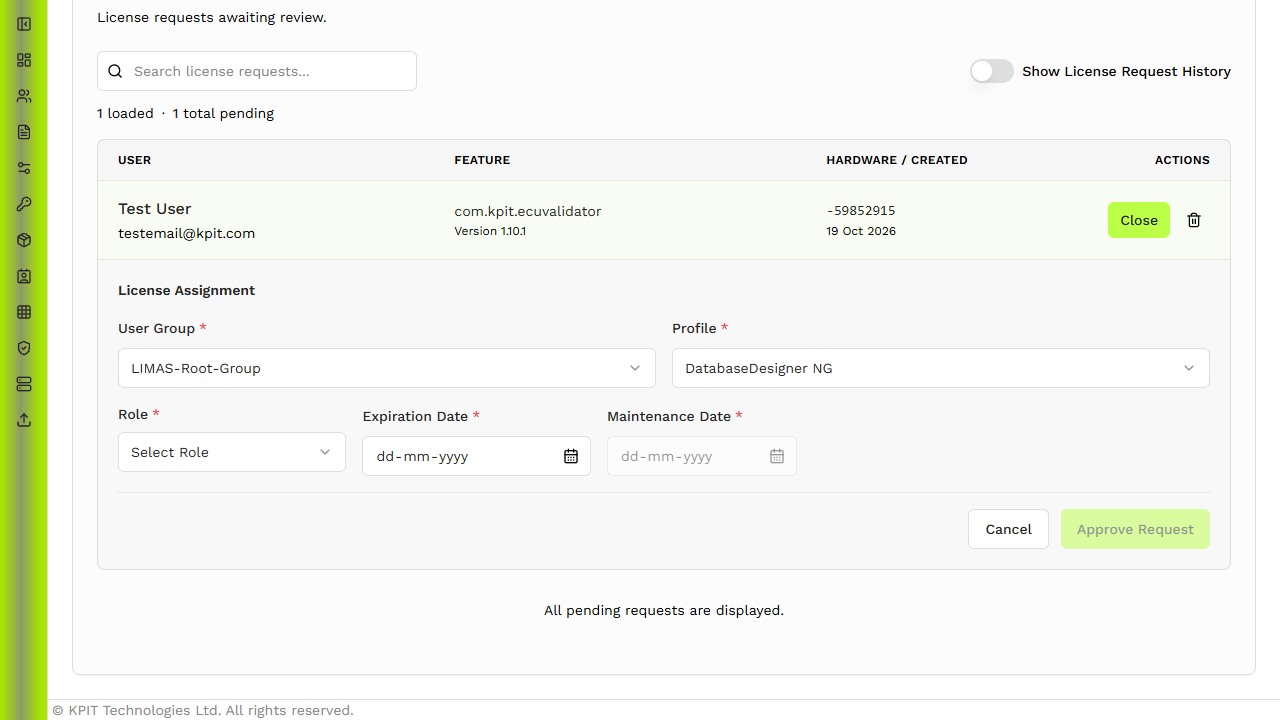 License requests awaiting review.
Search license requests...
Show License Request History
1 loaded · 1 total pending
USER FEATURE HARDWARE / CREATED ACTIONS
Test User com.kpit.ecuvalidator -59852915 Close
testemail@kpit.com Version 1.10.1 19 Oct 2026
License Assignment
User Group * Profile *
LIMAS-Root-Group DatabaseDesigner NG
Role * Expiration Date * Maintenance Date *
Select Role dd-mm-yyyy dd-mm-yyyy
Cancel Approve Request
All pending requests are displayed.
© KPIT Technologies Ltd. All rights reserved.